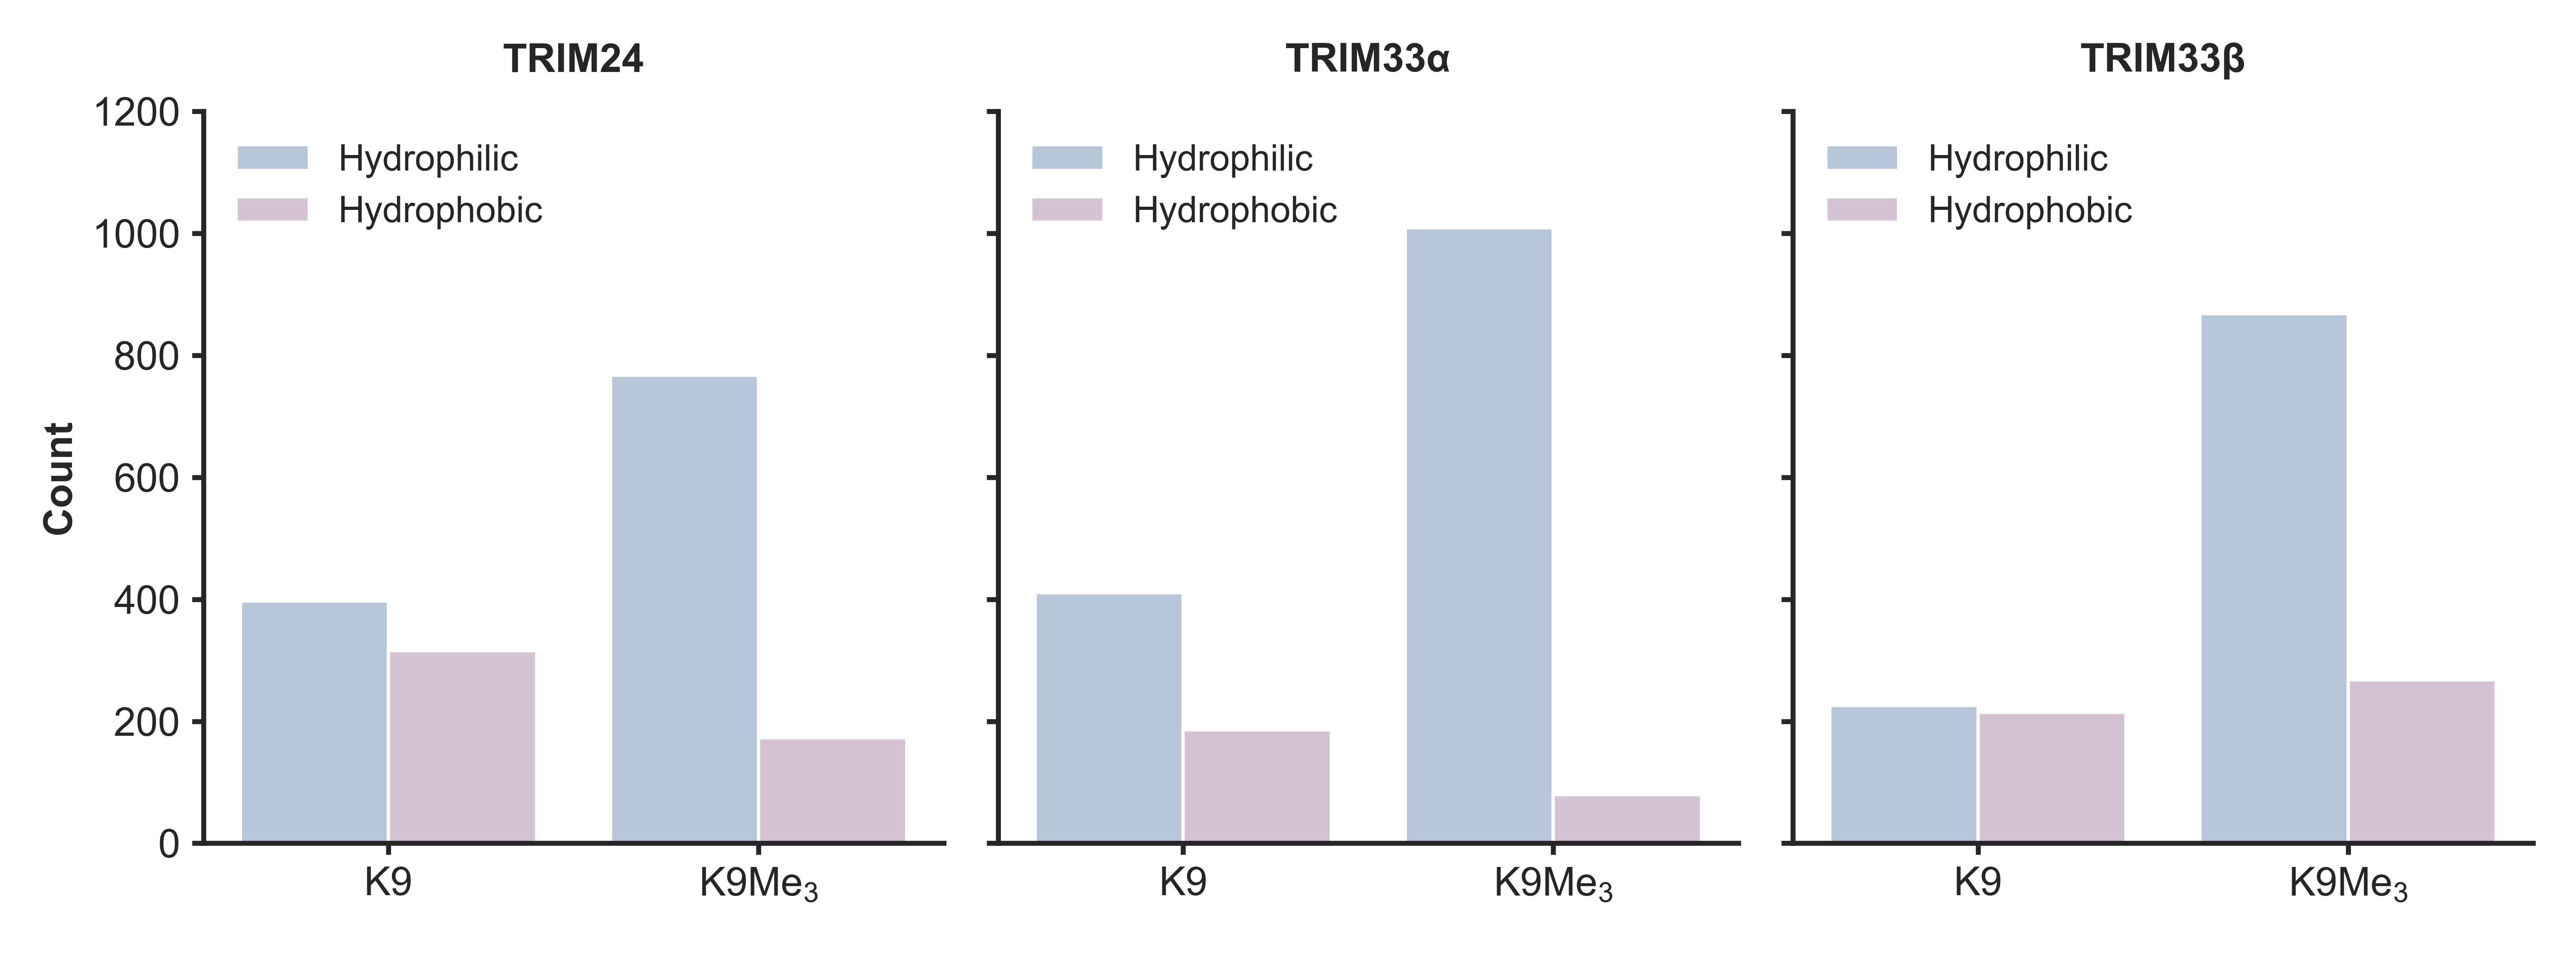 TRIM24
TRIM33α
TRIM33β
Count
1200
1000
800
600
400
200
0
Hydrophilic
Hydrophobic
K9
K9Me₃
Hydrophilic
Hydrophobic
K9
K9Me₃
Hydrophilic
Hydrophobic
K9
K9Me₃